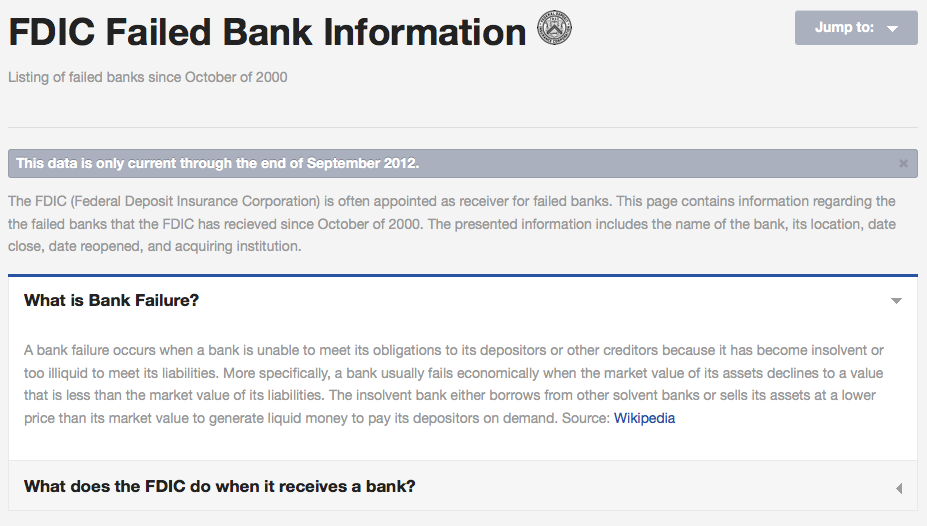 FDIC Failed Bank Information
Jump to:
Listing of failed banks since October of 2000
This data is only current through the end of September 2012.
×
The FDIC (Federal Deposit Insurance Corporation) is often appointed as receiver for failed banks. This page contains information regarding the
the failed banks that the FDIC has recieved since October of 2000. The presented information includes the name of the bank, its location, date
close, date reopened, and acquiring institution.
What is Bank Failure?
A bank failure occurs when a bank is unable to meet its obligations to its depositors or other creditors because it has become insolvent or
too illiquid to meet its liabilities. More specifically, a bank usually fails economically when the market value of its assets declines to a value
that is less than the market value of its liabilities. The insolvent bank either borrows from other solvent banks or sells its assets at a lower
price than its market value to generate liquid money to pay its depositors on demand. Source: Wikipedia
What does the FDIC do when it receives a bank?